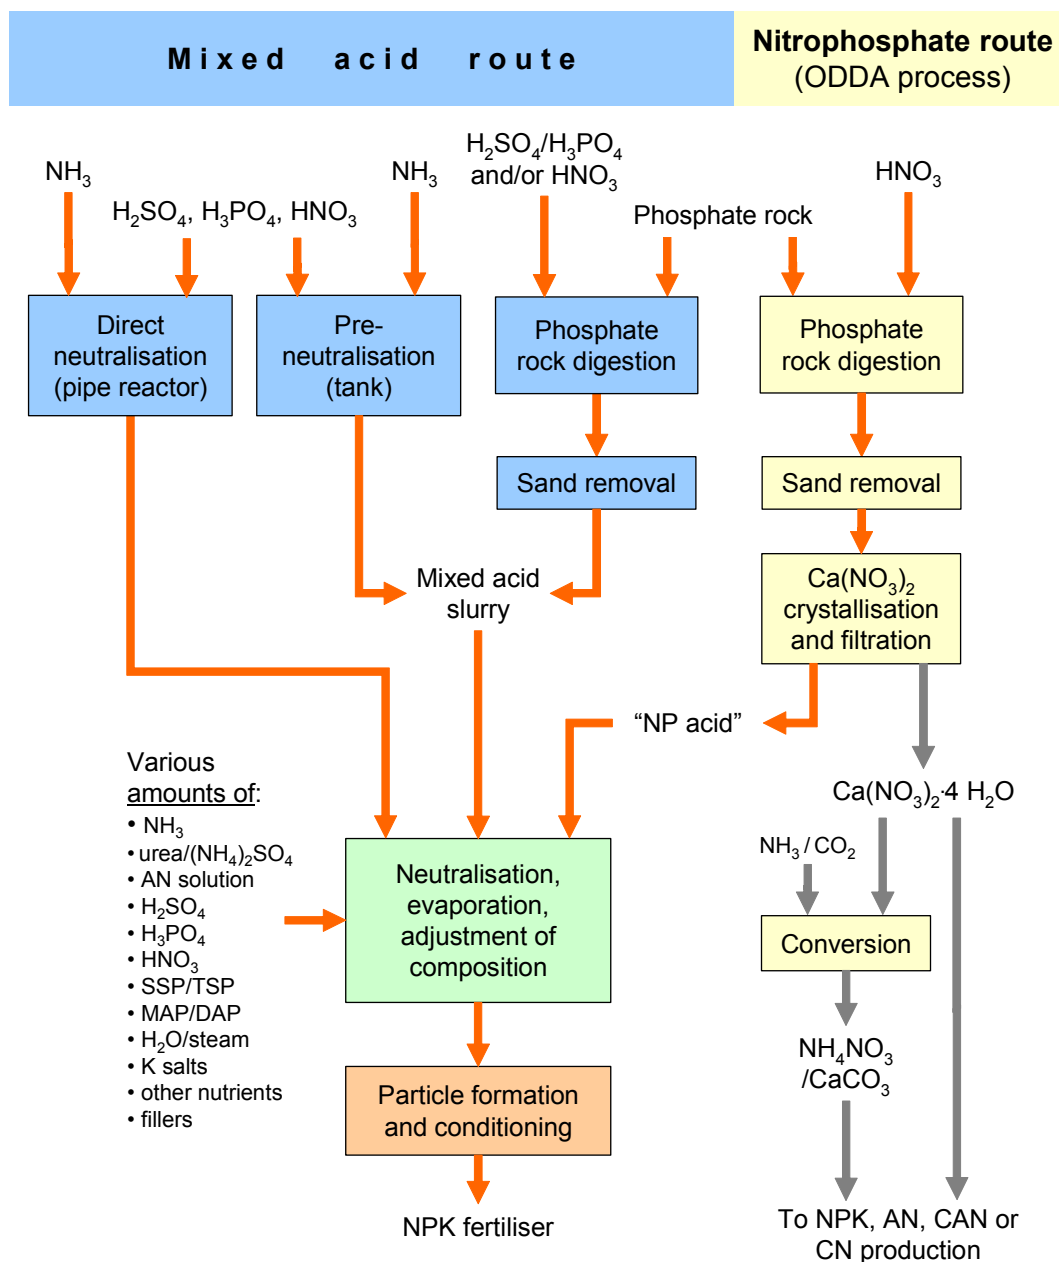 Mixed acid route
Nitrophosphate route
(ODDA process)
NH₃
H₂SO₄, H₃PO₄, HNO₃
NH₃
H₂SO₄/H₃PO₄
and/or HNO₃
Phosphate rock
HNO₃
Direct
neutralisation
(pipe reactor)
Pre-
neutralisation
(tank)
Phosphate
rock digestion
Phosphate
rock digestion
Sand removal
Sand removal
Mixed acid
slurry
Ca(NO₃)₂
crystallisation
and filtration
“NP acid”
Ca(NO₃)₂·4 H₂O
Various
amounts of:
• NH₃
• urea/(NH₄)₂SO₄
• AN solution
• H₂SO₄
• H₃PO₄
• HNO₃
• SSP/TSP
• MAP/DAP
• H₂O/steam
• K salts
• other nutrients
• fillers
Neutralisation,
evaporation,
adjustment of
composition
NH₃ / CO₂
Conversion
NH₄NO₃
/CaCO₃
Particle formation
and conditioning
NPK fertiliser
To NPK, AN, CAN or
CN production